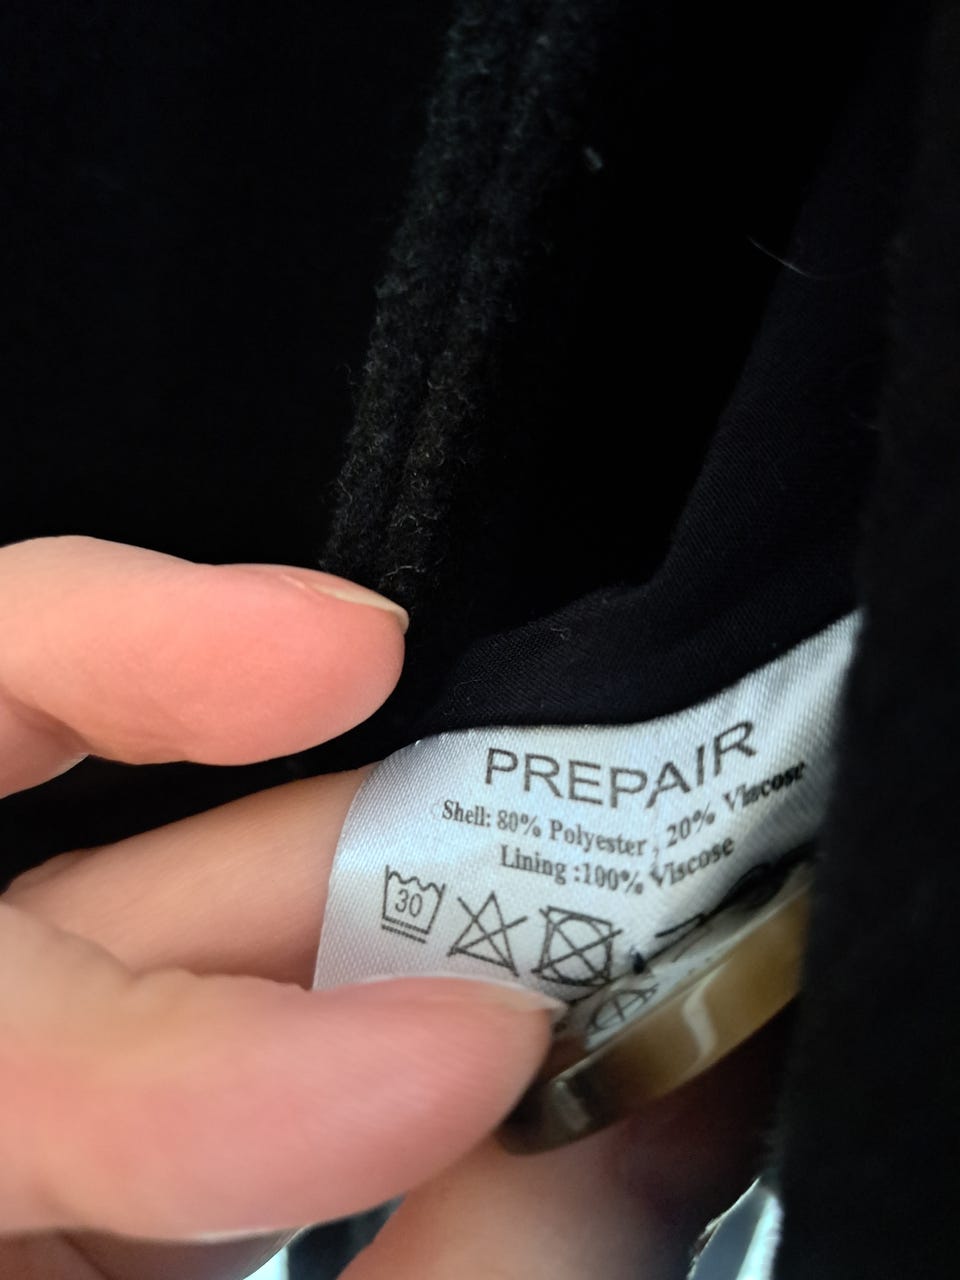 PREPAIR
Shell: 80% Polyester , 20% Viscose
Lining :100% Viscose
30